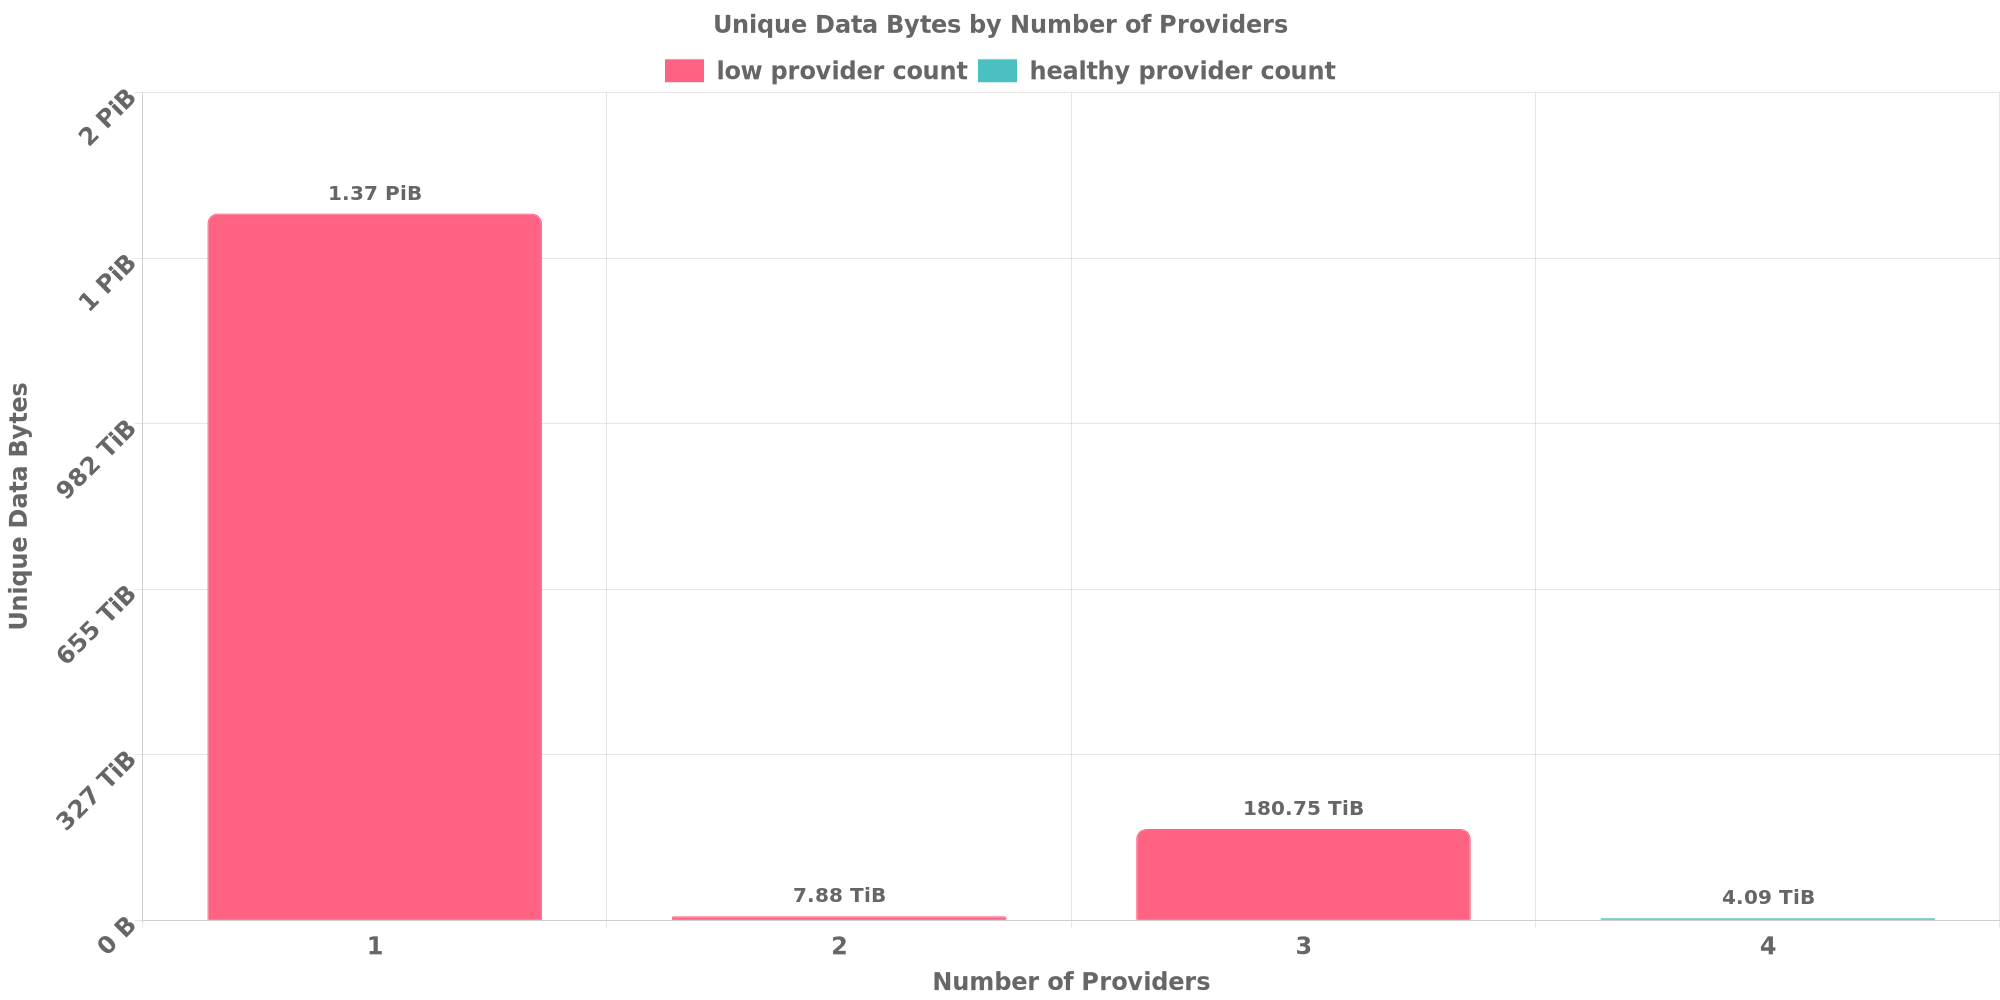 Unique Data Bytes by Number of Providers
low provider count healthy provider count
2 PiB
1 PiB
982 TiB
655 TiB
327 TiB
0 B
Unique Data Bytes
1.37 PiB
7.88 TiB
180.75 TiB
4.09 TiB
1 2 3 4
Number of Providers